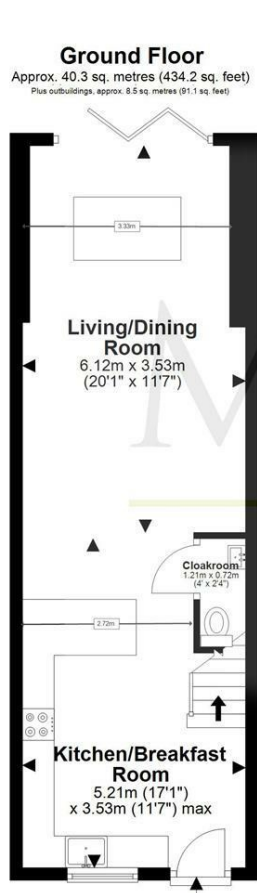 Ground Floor
Approx. 40.3 sq. metres (434.2 sq. feet)
Plus outbuildings, approx. 8.5 sq. metres (91.1 sq. feet)
3.33m
Living/Dining
Room
6.12m x 3.53m
(20'1" x 11'7")
M
Cloakroom
1.21m x 0.72m
(4' x 2'4")
2.72m
Kitchen/Breakfast
Room
5.21m (17'1")
x 3.53m (11'7") max